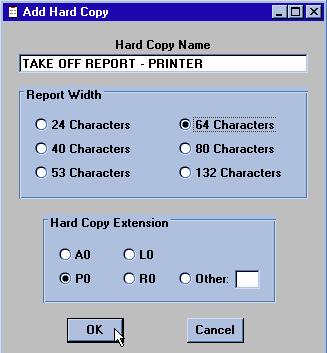 Add Hard Copy
Hard Copy Name
TAKE OFF REPORT - PRINTER
Report Width
24 Characters 64 Characters
40 Characters 80 Characters
53 Characters 132 Characters
Hard Copy Extension
A0 L0
P0 R0 Other:
OK Cancel